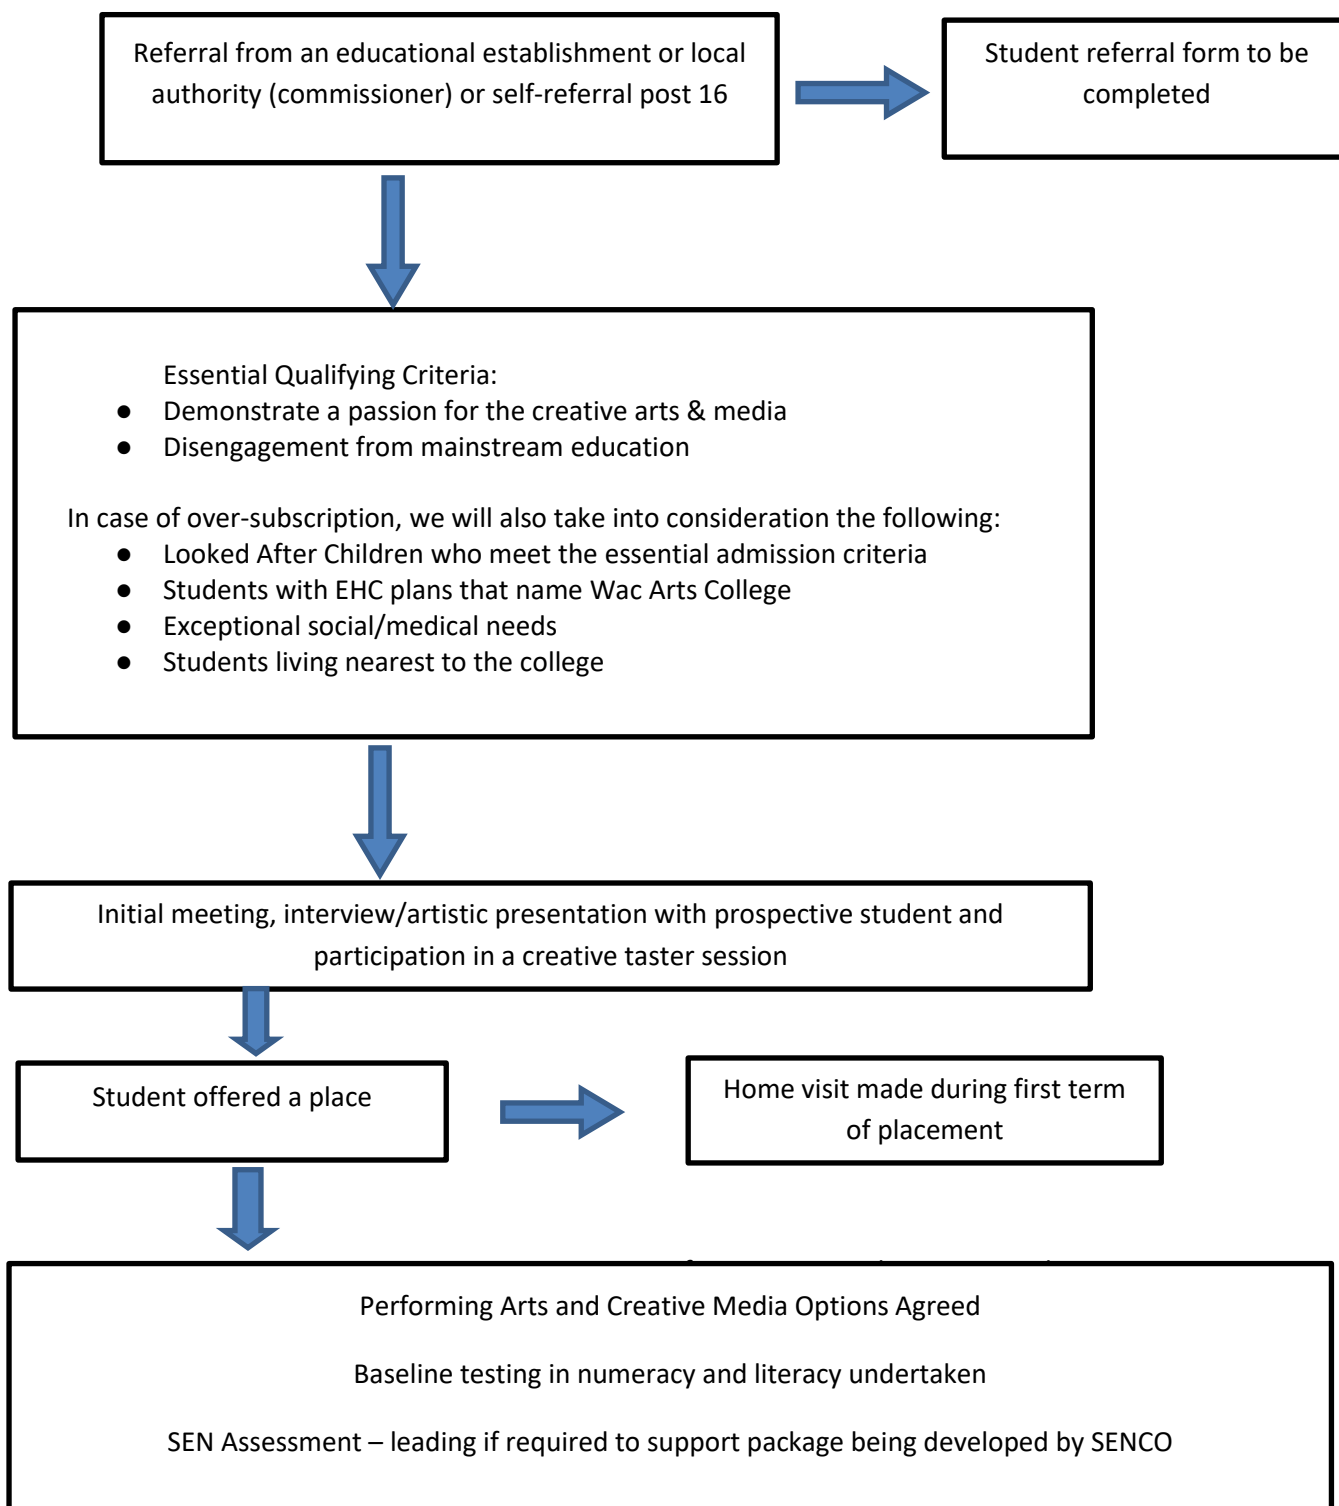 Referral from an educational establishment or local
authority (commissioner) or self-referral post 16
Student referral form to be
completed
Essential Qualifying Criteria:
● Demonstrate a passion for the creative arts & media
● Disengagement from mainstream education
In case of over-subscription, we will also take into consideration the following:
● Looked After Children who meet the essential admission criteria
● Students with EHC plans that name Wac Arts College
● Exceptional social/medical needs
● Students living nearest to the college
Initial meeting, interview/artistic presentation with prospective student and
participation in a creative taster session
Student offered a place
Home visit made during first term
of placement
Performing Arts and Creative Media Options Agreed
Baseline testing in numeracy and literacy undertaken
SEN Assessment – leading if required to support package being developed by SENCO